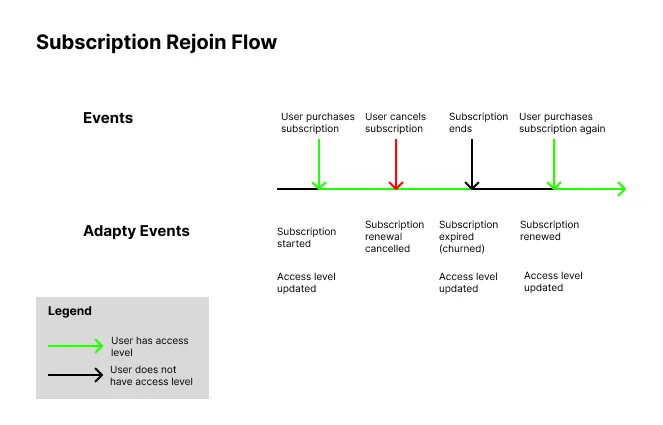 Subscription Rejoin Flow
Events
User purchases
subscription
User cancels
subscription
Subscription
ends
User purchases
subscription again
Adapty Events
Subscription
started
Subscription
renewal
cancelled
Subscription
expired
(churned)
Subscription
renewed
Access level
updated
Access level
updated
Access level
updated
Legend
User has access
level
User does not
have access level